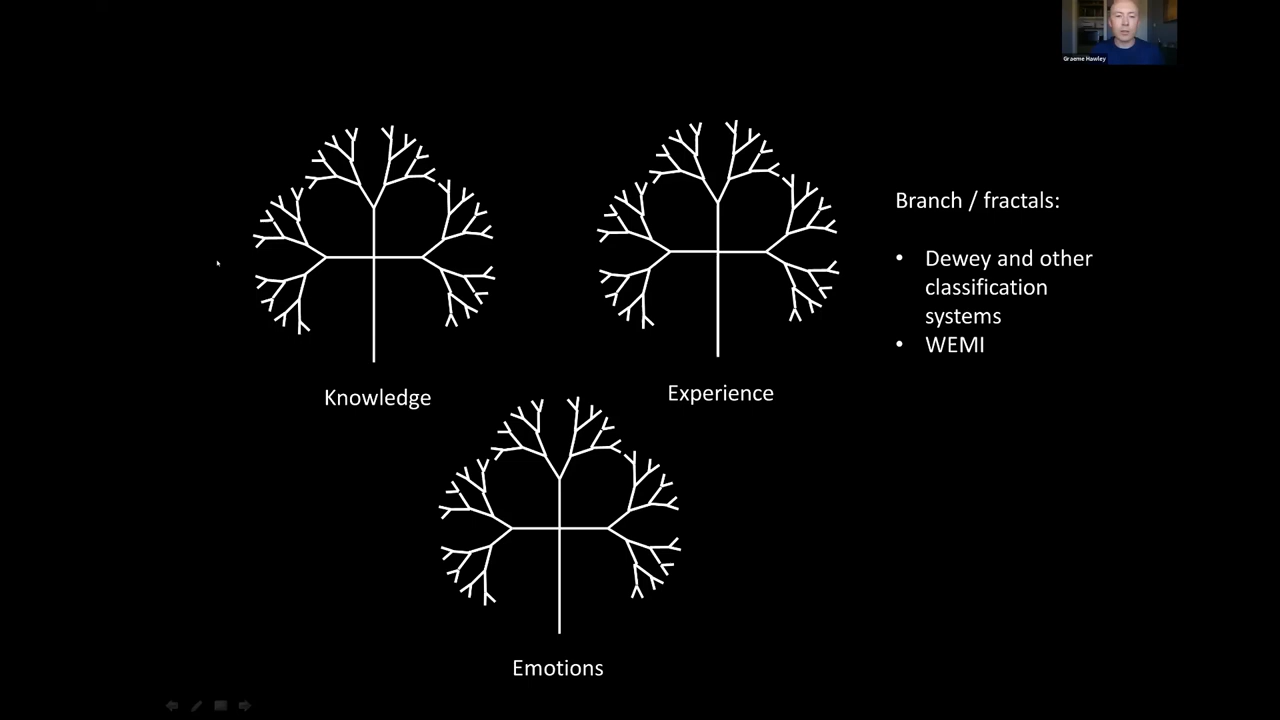 Graeme Hawley
Branch / fractals:
• Dewey and other
classification
systems
• WEMI
Knowledge
Experience
Emotions